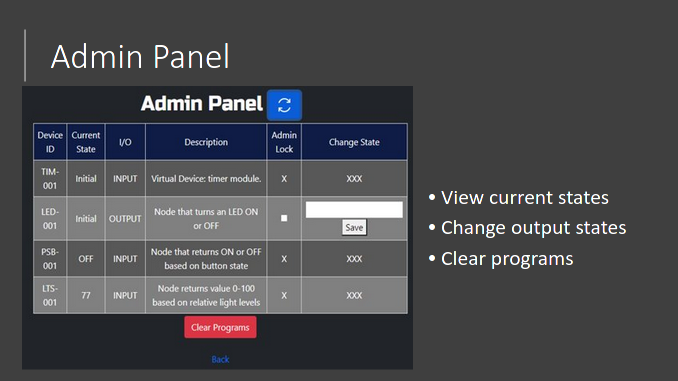 Admin Panel
Admin Panel
Device ID Current State I/O Description Admin Lock Change State
TIM-001 Initial INPUT Virtual Device: timer module. X XXX
LED-001 Initial OUTPUT Node that turns an LED ON or OFF
Save
PSB-001 OFF INPUT Node that returns ON or OFF based on button state X XXX
LTS-001 77 INPUT Node returns value 0-100 based on relative light levels X XXX
Clear Programs
Back
• View current states
• Change output states
• Clear programs